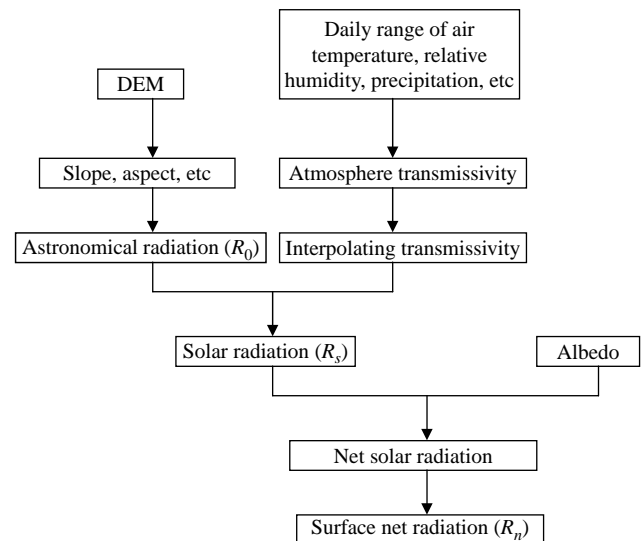 Daily range of air
temperature, relative
humidity, precipitation, etc
DEM
Slope, aspect, etc
Atmosphere transmissivity
Astronomical radiation (R0)
Interpolating transmissivity
Solar radiation (Rs)
Albedo
Net solar radiation
Surface net radiation (Rn)